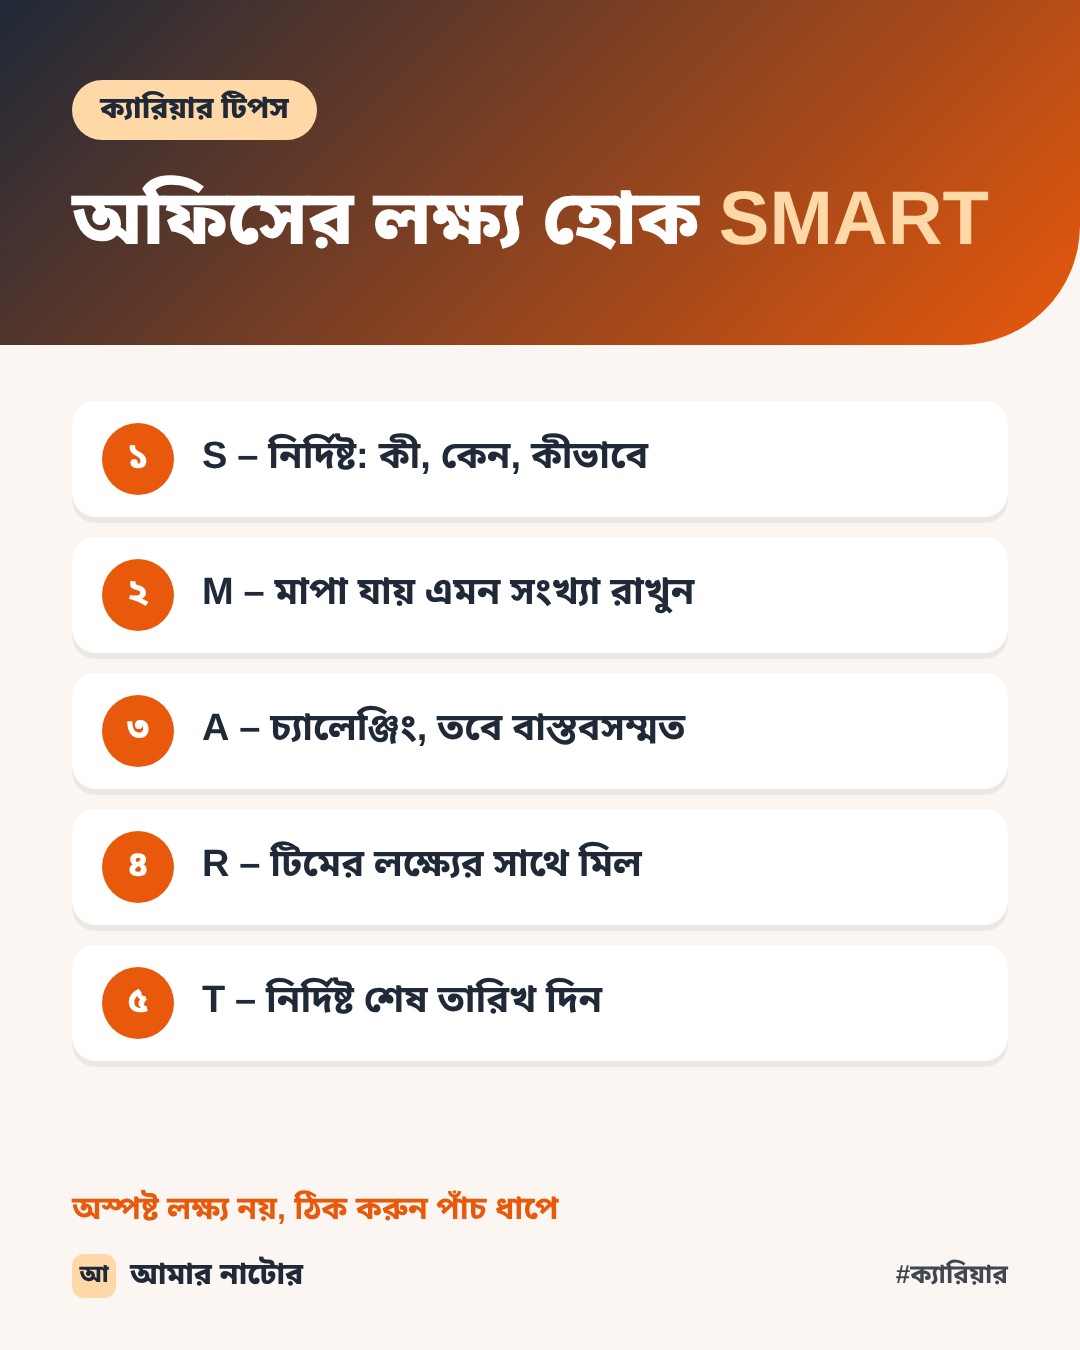 ক্যারিয়ার টিপস
অফিসের লক্ষ্য হোক SMART
১ S – নির্দিষ্ট: কী, কেন, কীভাবে
২ M – মাপা যায় এমন সংখ্যা রাখুন
৩ A – চ্যালেঞ্জিং, তবে বাস্তবসম্মত
৪ R – টিমের লক্ষ্যের সাথে মিল
৫ T – নির্দিষ্ট শেষ তারিখ দিন
অস্পষ্ট লক্ষ্য নয়, ঠিক করুন পাঁচ ধাপে
আ আমার নাটোর
#ক্যারিয়ার